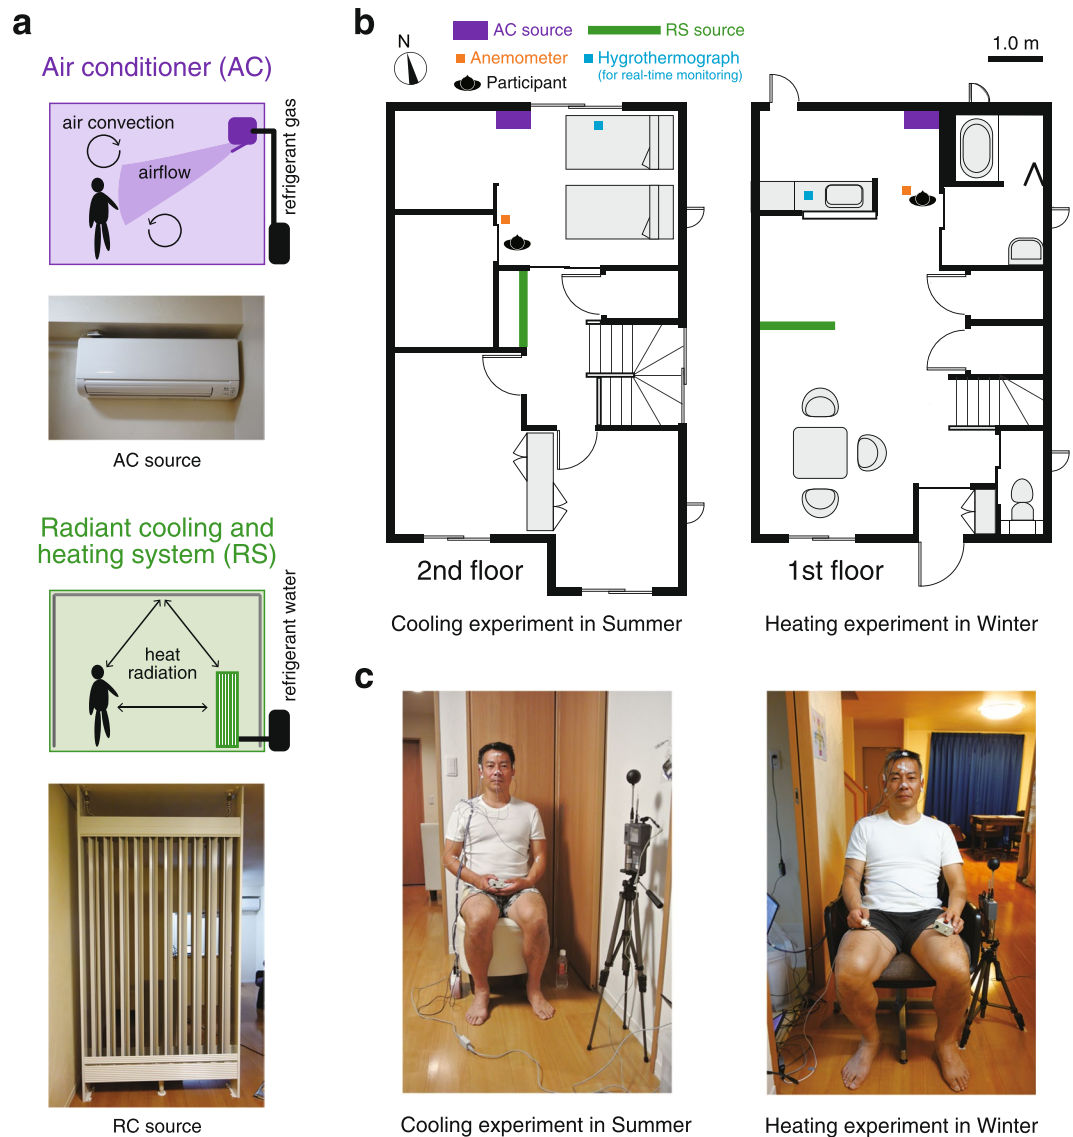 a
Air conditioner (AC)
air convection
airflow
refrigerant gas
AC source
Radiant cooling and
heating system (RS)
heat
radiation
refrigerant water
RC source
b
AC source
RS source
N
Anemometer
Hygrothermograph
(for real-time monitoring)
Participant
1.0 m
2nd floor
1st floor
Cooling experiment in Summer
Heating experiment in Winter
c
Cooling experiment in Summer
Heating experiment in Winter